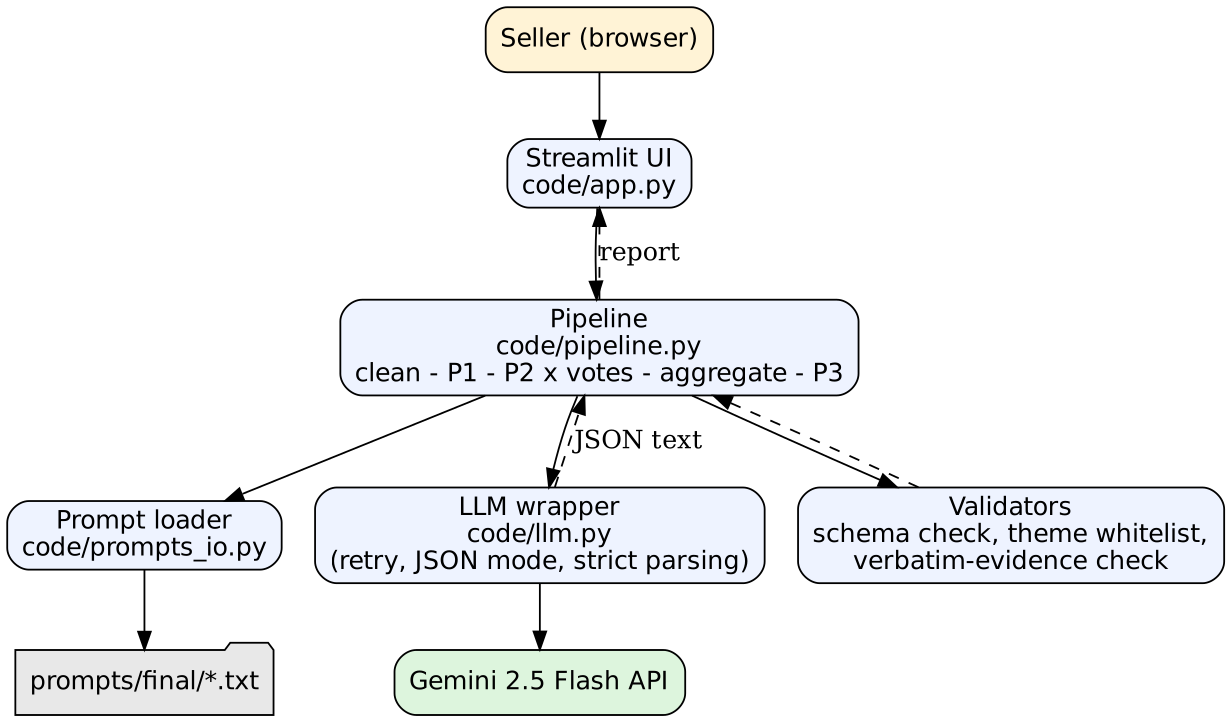 Seller (browser)
Streamlit UI
code/app.py
report
Pipeline
code/pipeline.py
clean - P1 - P2 x votes - aggregate - P3
JSON text
Prompt loader
code/prompts_io.py
LLM wrapper
code/llm.py
(retry, JSON mode, strict parsing)
Validators
schema check, theme whitelist,
verbatim-evidence check
prompts/final/*.txt
Gemini 2.5 Flash API